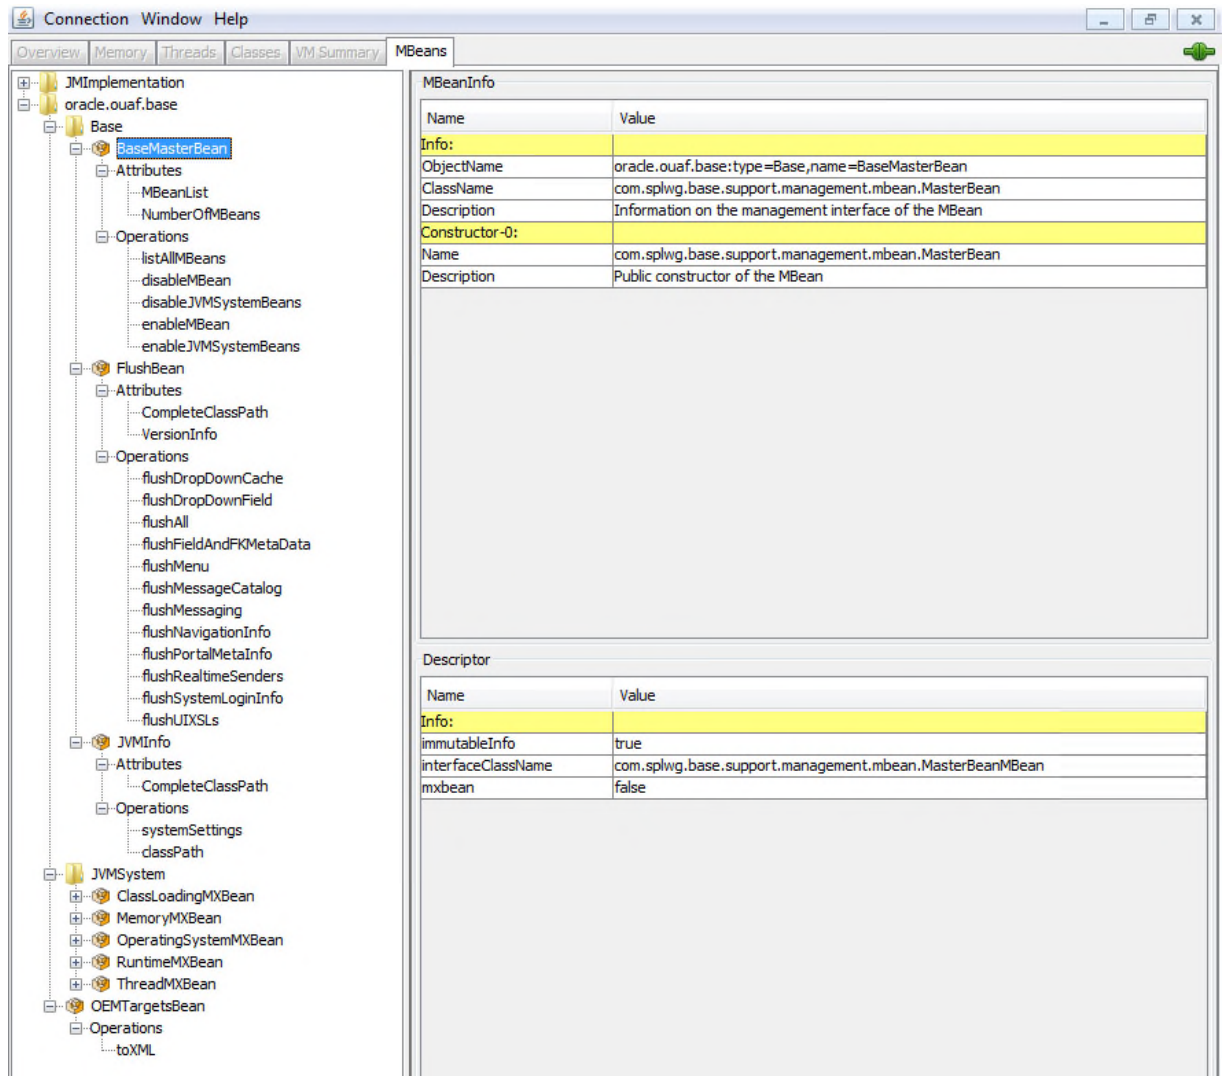 Connection Window Help
Overview Memory Threads Classes VM Summary MBeans
JMImplementation
oracle.ouaf.base
Base
BaseMasterBean
Attributes
MBeanList
NumberOfMBeans
Operations
listAllMBeans
disableMBean
disableJVMSystemBeans
enableMBean
enableJVMSystemBeans
FlushBean
Attributes
CompleteClassPath
VersionInfo
Operations
flushDropDownCache
flushDropDownField
flushAll
flushFieldAndFKMetaData
flushMenu
flushMessageCatalog
flushMessaging
flushNavigationInfo
flushPortalMetaInfo
flushRealtimeSenders
flushSystemLoginInfo
flushUIXSLs
JVMInfo
Attributes
CompleteClassPath
Operations
systemSettings
classPath
JVMSystem
ClassLoadingMXBean
MemoryMXBean
OperatingSystemMXBean
RuntimeMXBean
ThreadMXBean
OEMTargetsBean
Operations
toXML
MBeanInfo
Name Value
Info:
ObjectName oracle.ouaf.base:type=Base,name=BaseMasterBean
ClassName com.splwg.base.support.management.mbean.MasterBean
Description Information on the management interface of the MBean
Constructor-0:
Name com.splwg.base.support.management.mbean.MasterBean
Description Public constructor of the MBean
Descriptor
Name Value
Info:
immutableInfo true
interfaceClassName com.splwg.base.support.management.mbean.MasterBeanMBean
mxbean false